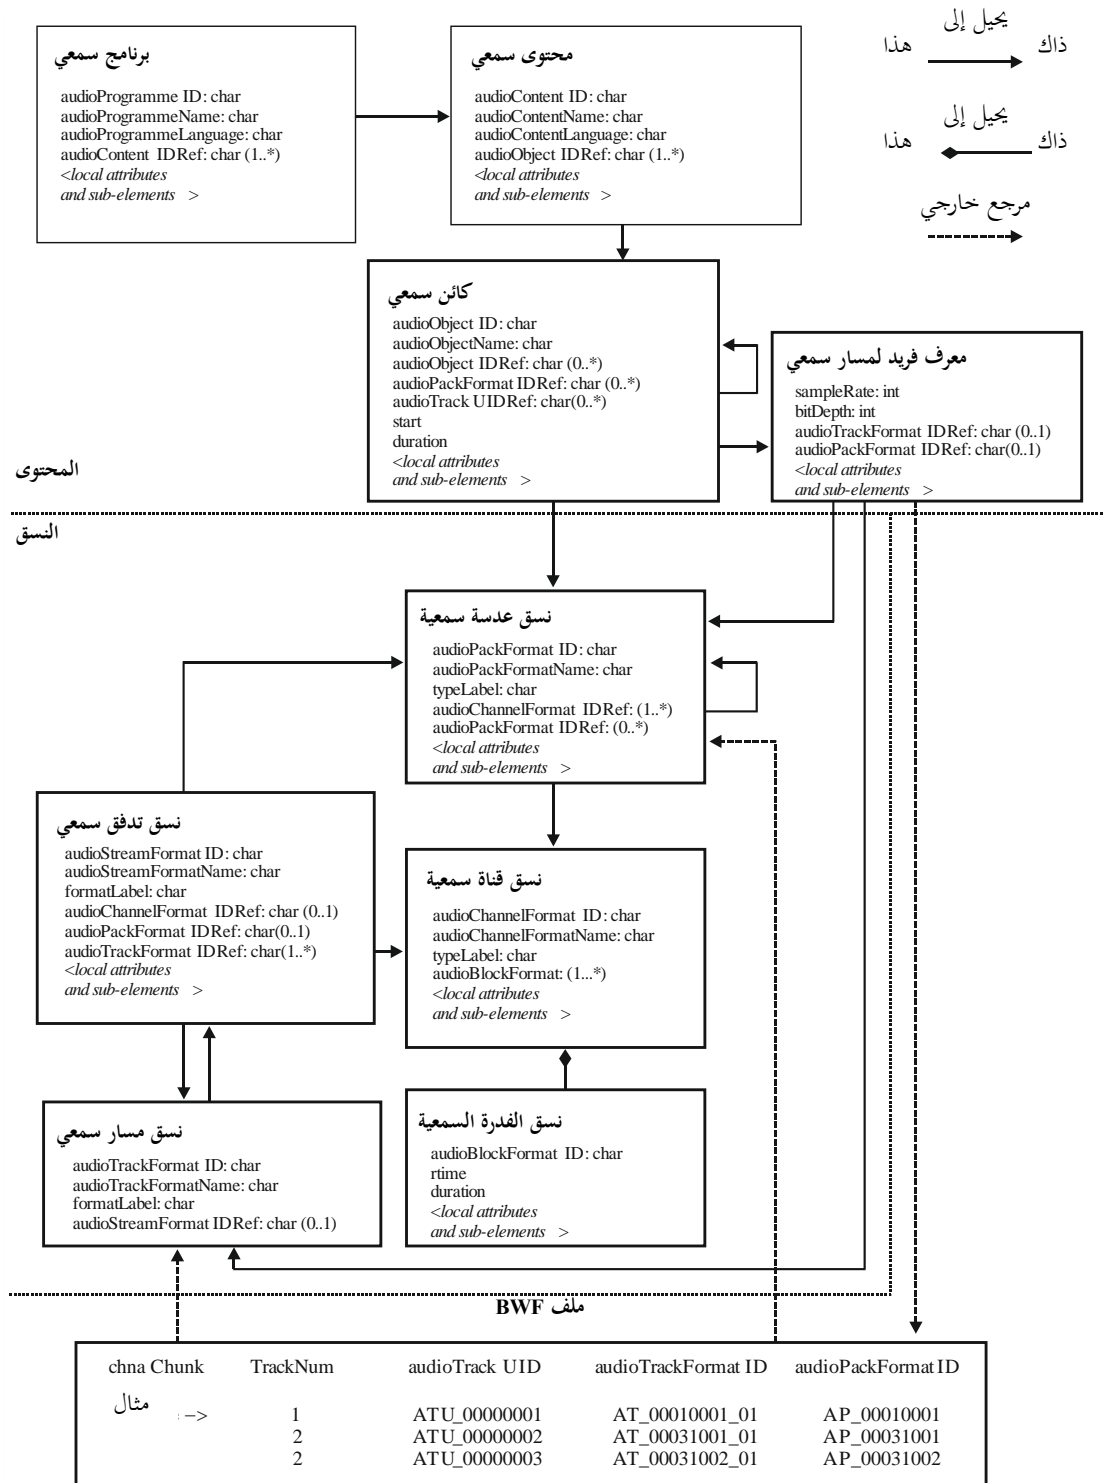 برنامج سمعي
audioProgramme ID: char
audioProgrammeName: char
audioProgrammeLanguage: char
audioContent IDRef: char (1..*)
<local attributes
and sub-elements >
محتوى سمعي
audioContent ID: char
audioContentName: char
audioContentLanguage: char
audioObject IDRef: char (1..*)
<local attributes
and sub-elements >
يحيل إلى
هذا
ذاك
يحيل إلى
هذا
ذاك
مرجع خارجي
كائن سمعي
audioObject ID: char
audioObjectName: char
audioObject IDRef: char (0..*)
audioPackFormat IDRef: char (0..*)
audioTrack UIDRef: char(0..*)
start
duration
<local attributes
and sub-elements >
معرف فريد لمسار سمعي
sampleRate: int
bitDepth: int
audioTrackFormat IDRef: char (0..1)
audioPackFormat IDRef: char(0..1)
<local attributes
and sub-elements >
المحتوى
النسق
نسق عدسة سمعية
audioPackFormat ID: char
audioPackFormatName: char
typeLabel: char
audioChannelFormat IDRef: (1..*)
audioPackFormat IDRef: (0..*)
<local attributes
and sub-elements >
نسق تدفق سمعي
audioStreamFormat ID: char
audioStreamFormatName: char
formatLabel: char
audioChannelFormat IDRef: char (0..1)
audioPackFormat IDRef: char(0..1)
audioTrackFormat IDRef: char(1..*)
<local attributes
and sub-elements >
نسق قناة سمعية
audioChannelFormat ID: char
audioChannelFormatName: char
typeLabel: char
audioBlockFormat: (1...*)
<local attributes
and sub-elements >
نسق مسار سمعي
audioTrackFormat ID: char
audioTrackFormatName: char
formatLabel: char
audioStreamFormat IDRef: char (0..1)
نسق الفدرة السمعية
audioBlockFormat ID: char
rtime
duration
<local attributes
and sub-elements >
ملف BWF
chna Chunk TrackNum audioTrack UID audioTrackFormat ID audioPackFormat ID
مثال –> 1 ATU_00000001 AT_00010001_01 AP_00010001
2 ATU_00000002 AT_00031001_01 AP_00031001
2 ATU_00000003 AT_00031002_01 AP_00031002